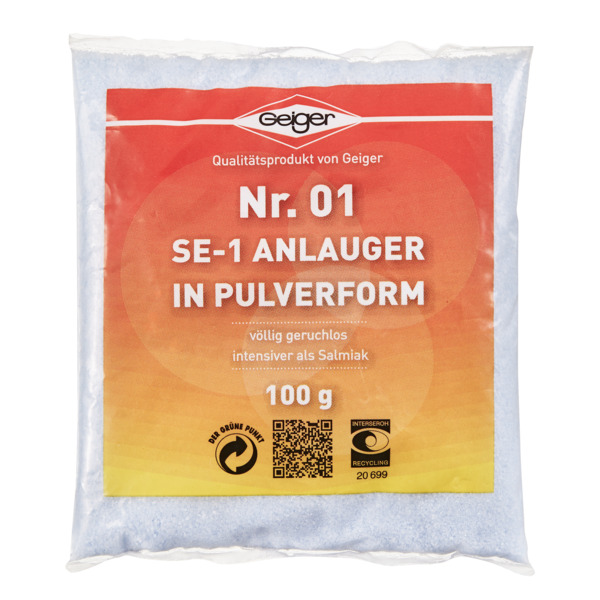 Geiger
Qualitätsprodukt von Geiger
Nr. 01
SE-1 ANLAUGER
IN PULVERFORM
völlig geruchlos
intensiver als Salmiak
100 g
DER GRÜNE PUNKT
INTERSEROH
RECYCLING
20 699